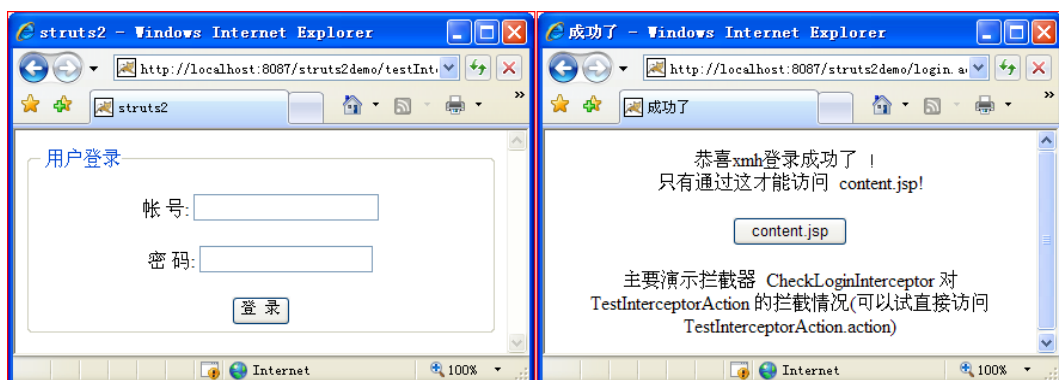 struts2 - Windows Internet Explorer
http://localhost:8087/struts2demo/testInt
struts2
»
用户登录
帐 号:
密 码:
登 录
Internet
100%
成功了 - Windows Internet Explorer
http://localhost:8087/struts2demo/login.a
成功了
»
恭喜xmh登录成功了 !
只有通过这才能访问 content.jsp!
content.jsp
主要演示拦截器 CheckLoginInterceptor 对
TestInterceptorAction 的拦截情况(可以试直接访问
TestInterceptorAction.action)
Internet
100%